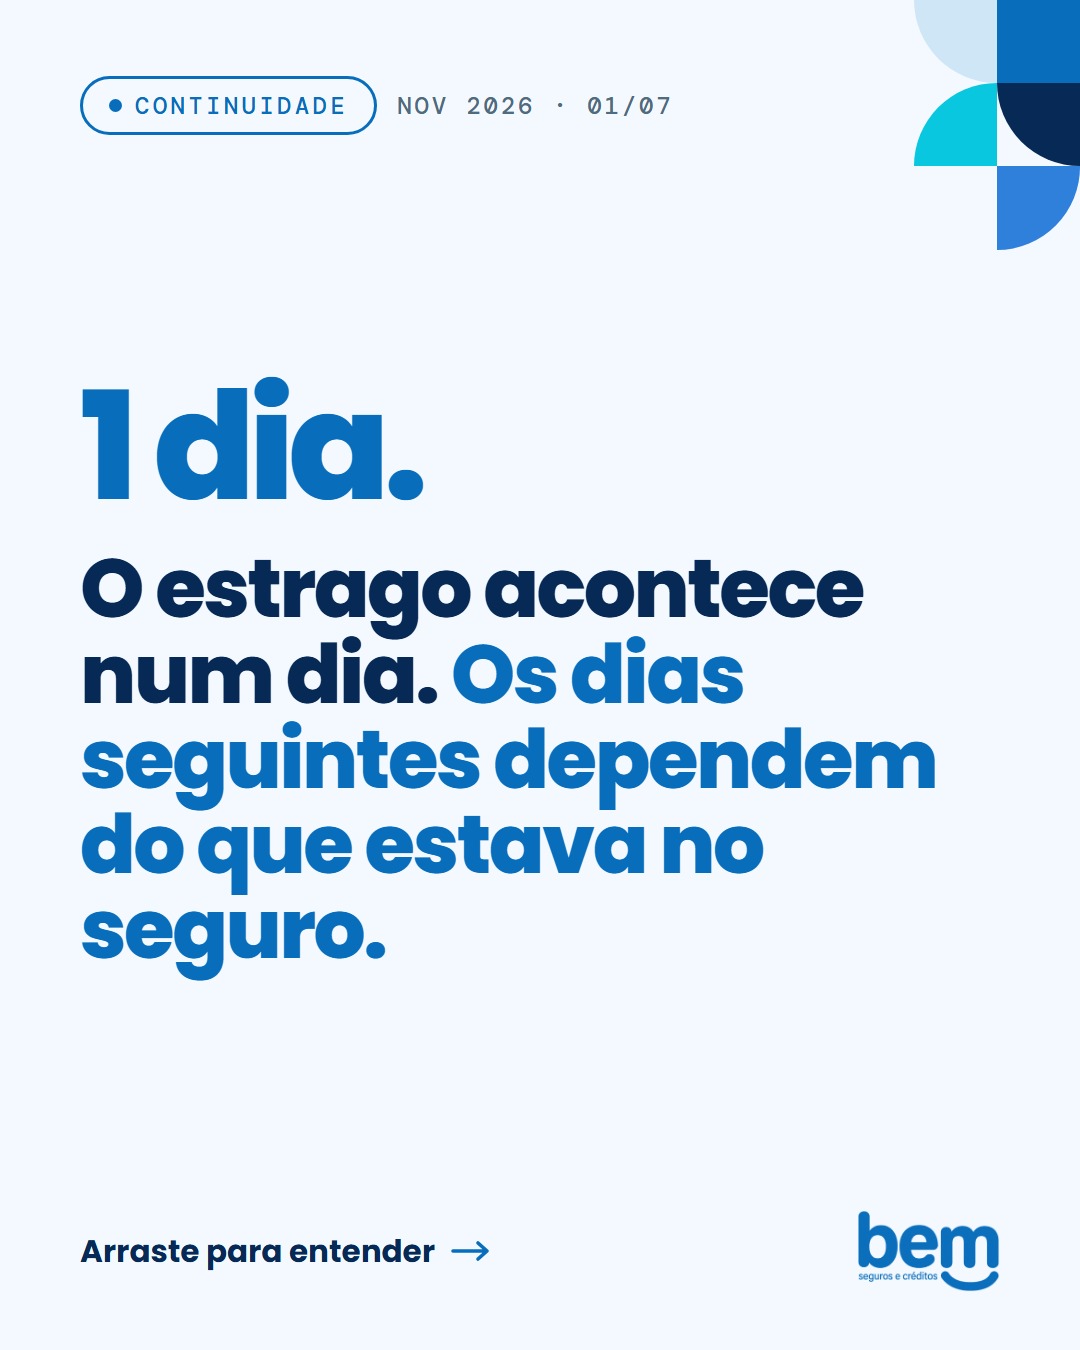 CONTINUIDADE NOV 2026 · 01/07
1 dia.
O estrago acontece
num dia. Os dias
seguintes dependem
do que estava no
seguro.
Arraste para entender →
bem
seguros e créditos